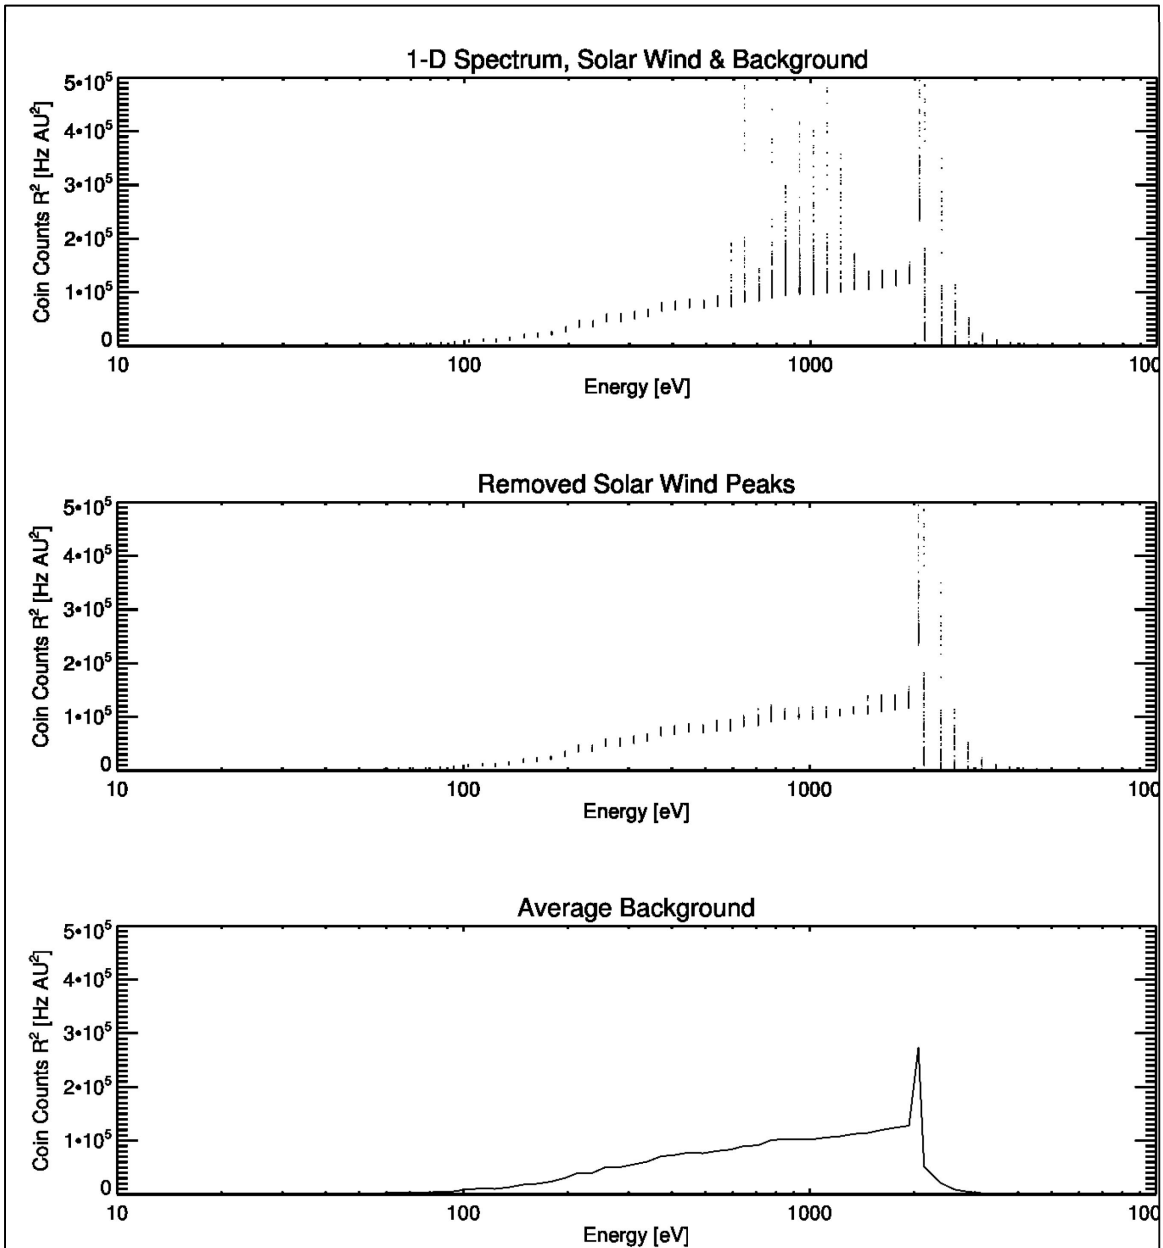 1-D Spectrum, Solar Wind & Background
Coin Counts R² [Hz AU²]
5•10⁵
4•10⁵
3•10⁵
2•10⁵
1•10⁵
0
10 100 1000 100
Energy [eV]
Removed Solar Wind Peaks
Coin Counts R² [Hz AU²]
5•10⁵
4•10⁵
3•10⁵
2•10⁵
1•10⁵
0
10 100 1000 100
Energy [eV]
Average Background
Coin Counts R² [Hz AU²]
5•10⁵
4•10⁵
3•10⁵
2•10⁵
1•10⁵
0
10 100 1000 100
Energy [eV]